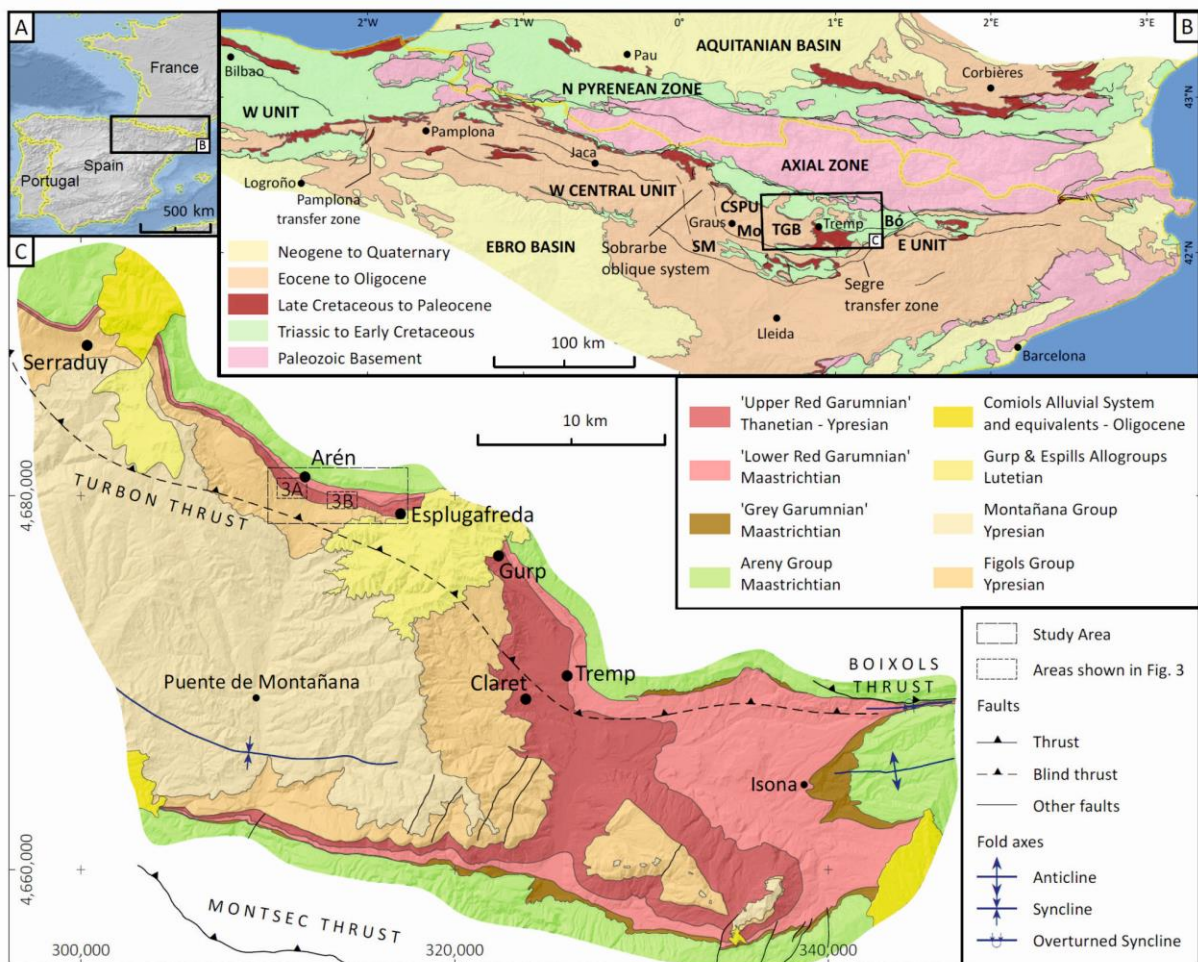 A
France
Spain
Portugal
B
500 km
B
2°W
0°
2°E
3°E
43°N
42°N
AQUITANIAN BASIN
Pau
Bilbao
Corbières
N PYRENEAN ZONE
W UNIT
Pamplona
AXIAL ZONE
Jaca
W CENTRAL UNIT
Logroño
Pamplona
transfer zone
CSPU
Graus
Mo
TGB
Tremp
Bó
C
E UNIT
SM
EBRO BASIN
Sobrarbe
oblique system
Segre
transfer zone
Lleida
Barcelona
Neogene to Quaternary
Eocene to Oligocene
Late Cretaceous to Paleocene
Triassic to Early Cretaceous
Paleozoic Basement
100 km
C
Serraduy
10 km
Arén
3A
3B
TURBON THRUST
Esplugafreda
Gurp
4,680,000
Tremp
Claret
Puente de Montañana
BOIXOLS
THRUST
Isona
4,660,000
MONTSEC THRUST
300,000
320,000
340,000
'Upper Red Garumnian'
Thanetian - Ypresian
'Lower Red Garumnian'
Maastrichtian
'Grey Garumnian'
Maastrichtian
Areny Group
Maastrichtian
Comiols Alluvial System
and equivalents - Oligocene
Gurp & Espills Allogroups
Lutetian
Montañana Group
Ypresian
Figols Group
Ypresian
Study Area
Areas shown in Fig. 3
Faults
Thrust
Blind thrust
Other faults
Fold axes
Anticline
Syncline
Overturned Syncline